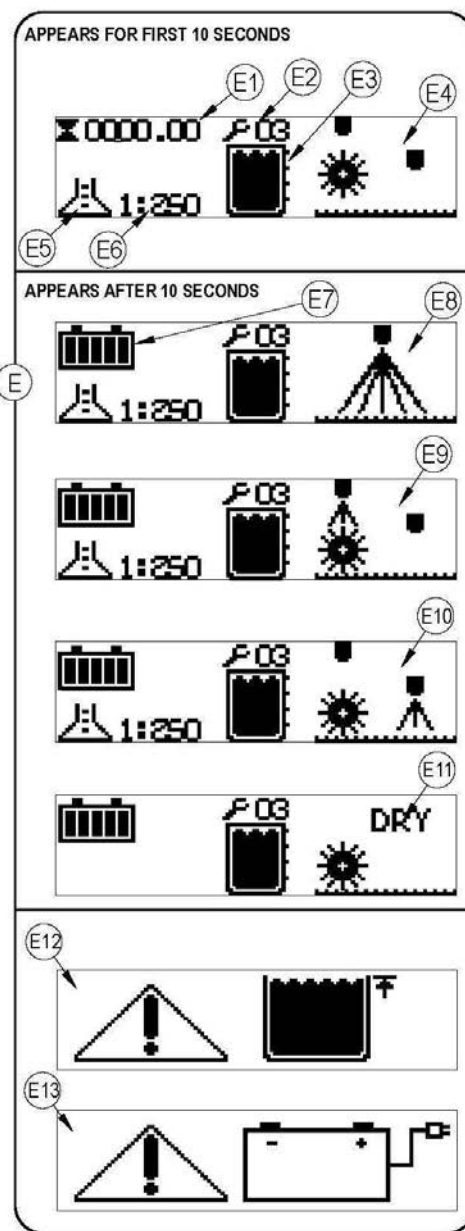 APPEARS FOR FIRST 10 SECONDS
E1 E2 E3 E4
0000.00 03
1:250
E5 E6
APPEARS AFTER 10 SECONDS
E7 E8
03
1:250
E
E9
03
1:250
E10
03
1:250
E11
03 DRY
E12
E13
- +